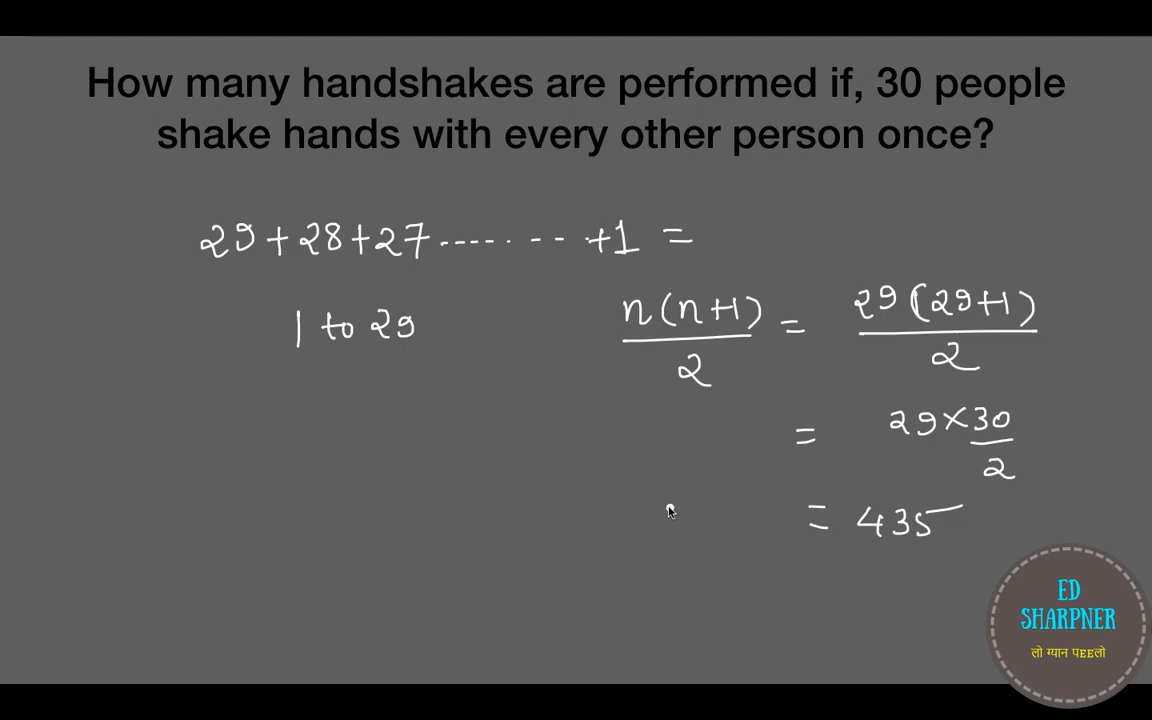 How many handshakes are performed if, 30 people
shake hands with every other person once?
29+28+27---------+1 =
1 to 29
n(n+1)/2 = 29(29+1)/2
= 29×30/2
= 435
ED
SHARPNER
लो ग्यान पEEलो